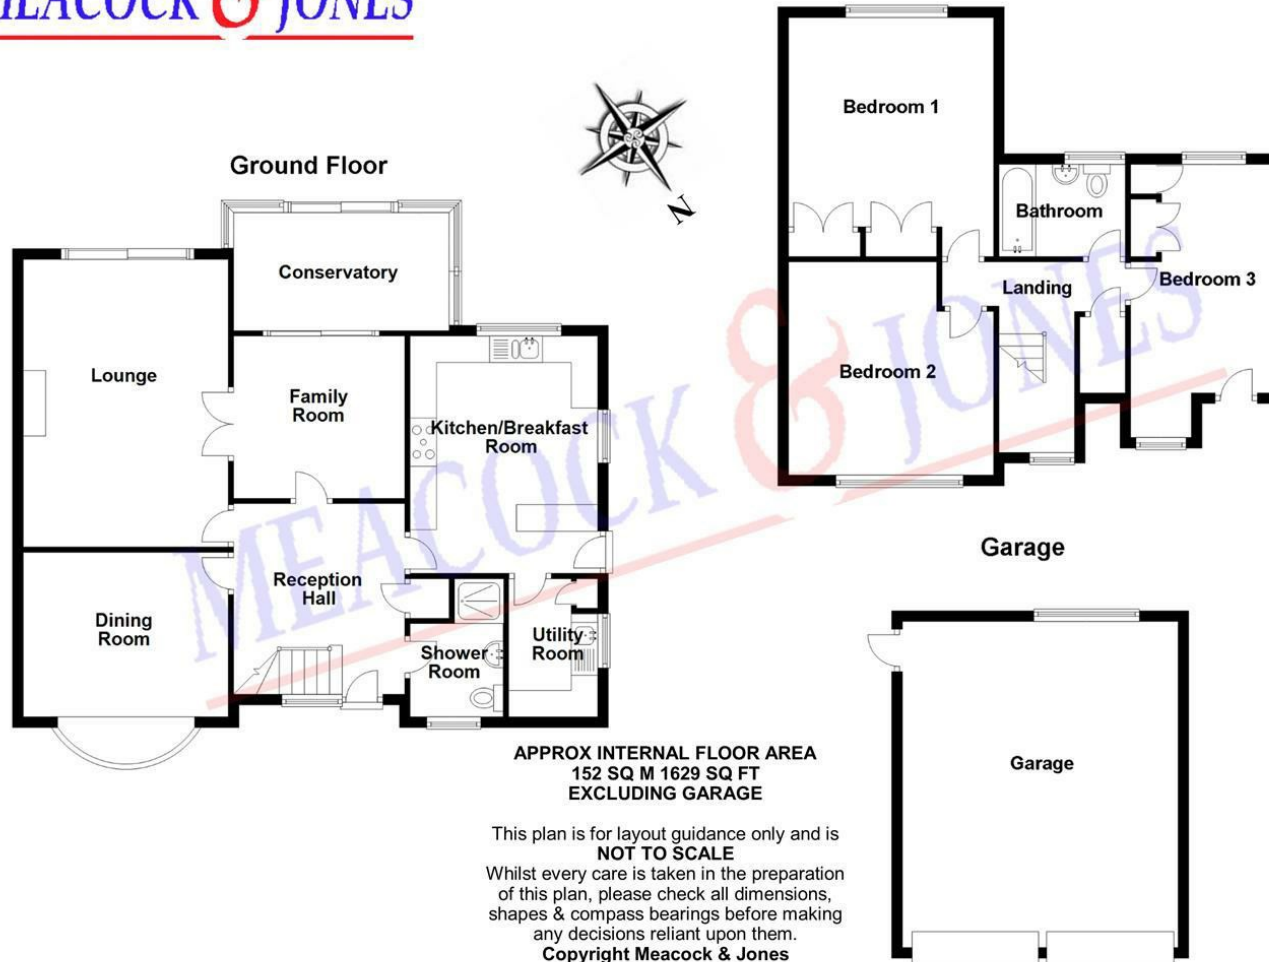 MEACOCK & JONES
Ground Floor
N
Conservatory
Lounge
Family
Room
Kitchen/Breakfast
Room
Reception
Hall
Dining
Room
Shower
Room
Utility
Room
Bedroom 1
Bathroom
Landing
Bedroom 3
Bedroom 2
Garage
Garage
MEACOCK & JONES
APPROX INTERNAL FLOOR AREA
152 SQ M 1629 SQ FT
EXCLUDING GARAGE
This plan is for layout guidance only and is
NOT TO SCALE
Whilst every care is taken in the preparation
of this plan, please check all dimensions,
shapes & compass bearings before making
any decisions reliant upon them.
Copyright Meacock & Jones